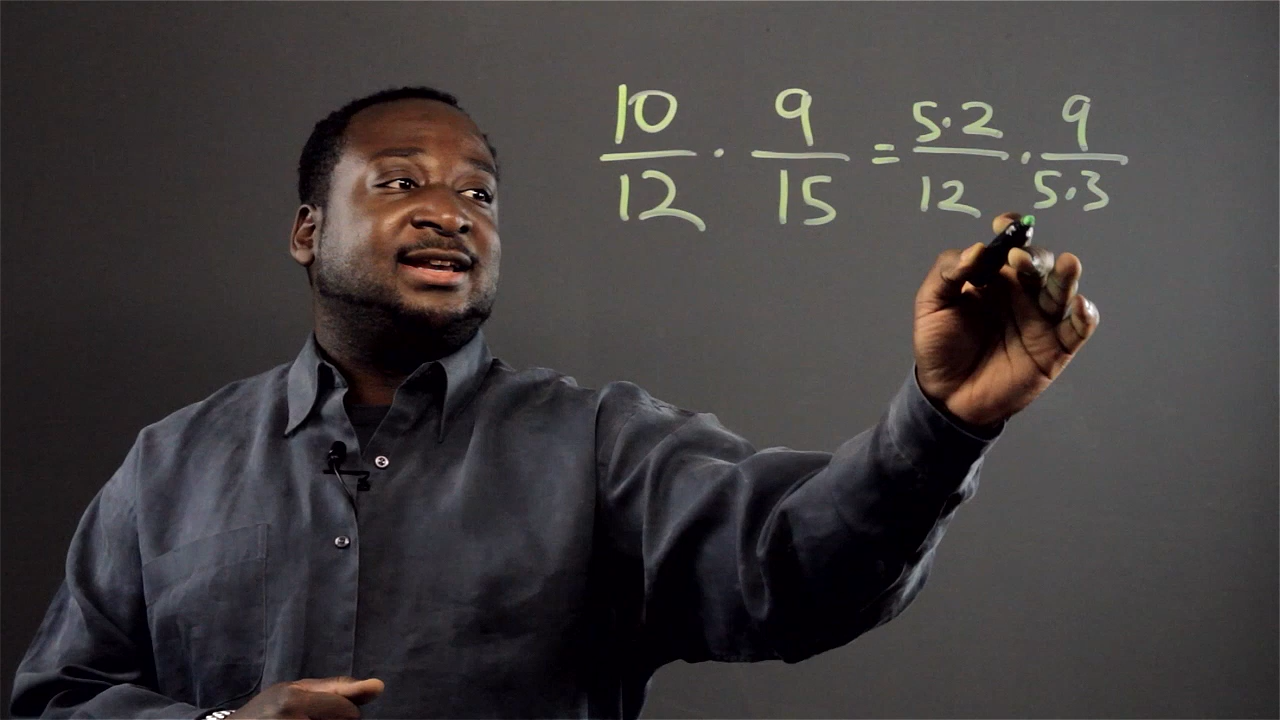 10/12 · 9/15 = 5·2/12 · 9/5·3